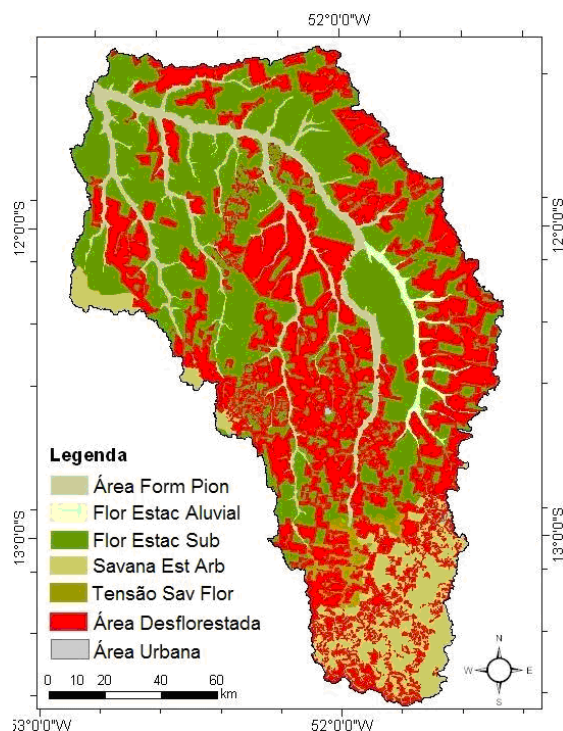 52°0'0"W
12°0'0"S
12°0'0"S
Legenda
Área Form Pion
Flor Estac Aluvial
Flor Estac Sub
Savana Est Arb
Tensão Sav Flor
Área Desflorestada
Área Urbana
13°0'0"S
13°0'0"S
0 10 20 40 60
km
N
W E
S
53°0'0"W
52°0'0"W